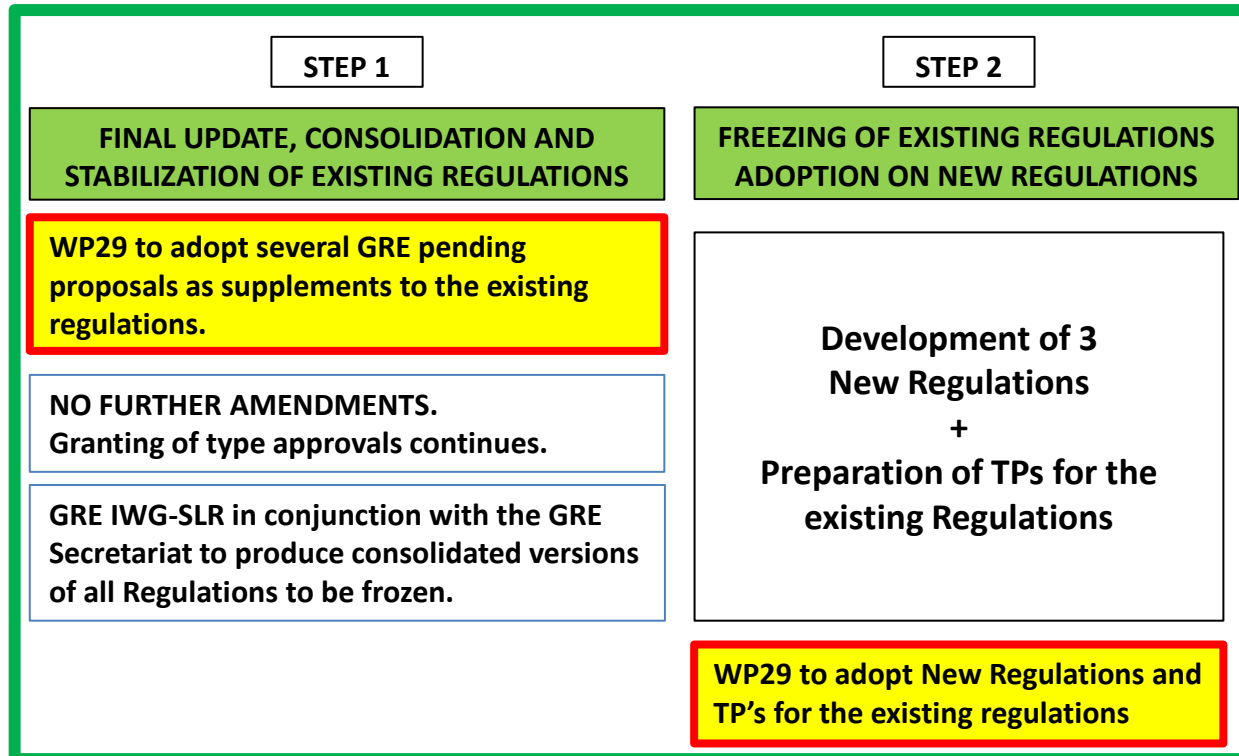 STEP 1
FINAL UPDATE, CONSOLIDATION AND
STABILIZATION OF EXISTING REGULATIONS
WP29 to adopt several GRE pending
proposals as supplements to the existing
regulations.
NO FURTHER AMENDMENTS.
Granting of type approvals continues.
GRE IWG-SLR in conjunction with the GRE
Secretariat to produce consolidated versions
of all Regulations to be frozen.
STEP 2
FREEZING OF EXISTING REGULATIONS
ADOPTION ON NEW REGULATIONS
Development of 3
New Regulations
+
Preparation of TPs for the
existing Regulations
WP29 to adopt New Regulations and
TP’s for the existing regulations